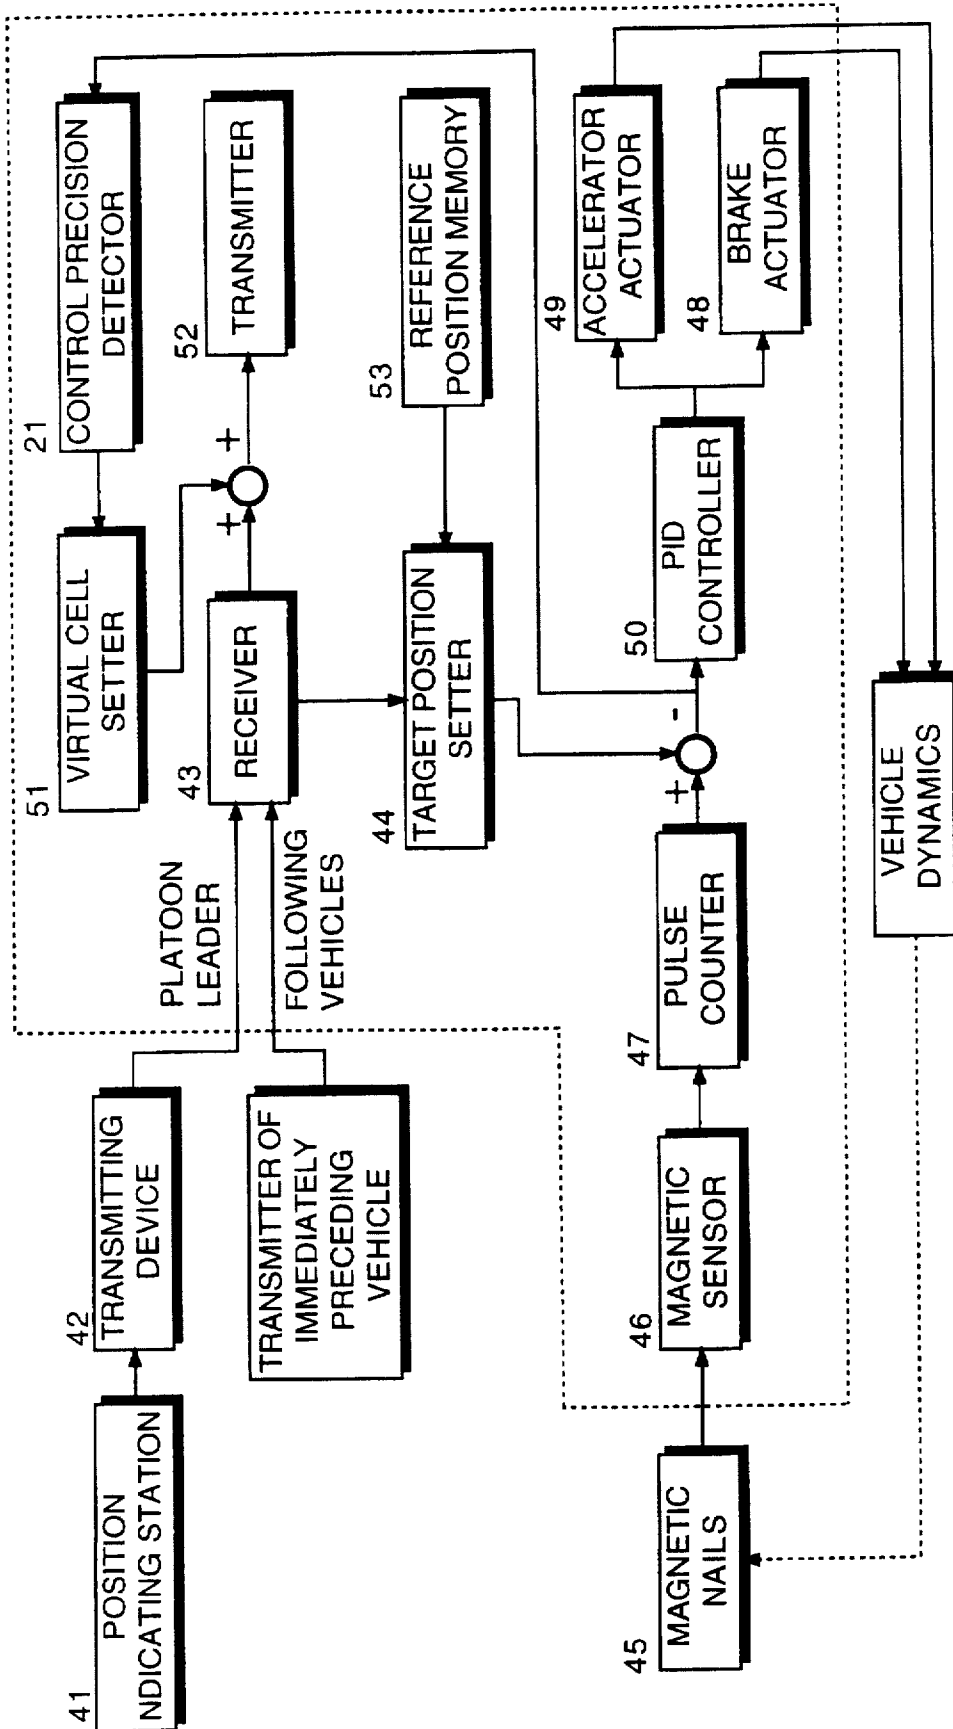 41
POSITION
NDICATING STATION
42
TRANSMITTING
DEVICE
TRANSMITTER OF
IMMEDIATELY
PRECEDING
VEHICLE
PLATOON
LEADER
FOLLOWING
VEHICLES
51
VIRTUAL CELL
SETTER
21
CONTROL PRECISION
DETECTOR
43
RECEIVER
+
+
52
TRANSMITTER
44
TARGET POSITION
SETTER
53
REFERENCE
POSITION MEMORY
45
MAGNETIC
NAILS
46
MAGNETIC
SENSOR
47
PULSE
COUNTER
+
-
50
PID
CONTROLLER
49
ACCELERATOR
ACTUATOR
48
BRAKE
ACTUATOR
VEHICLE
DYNAMICS